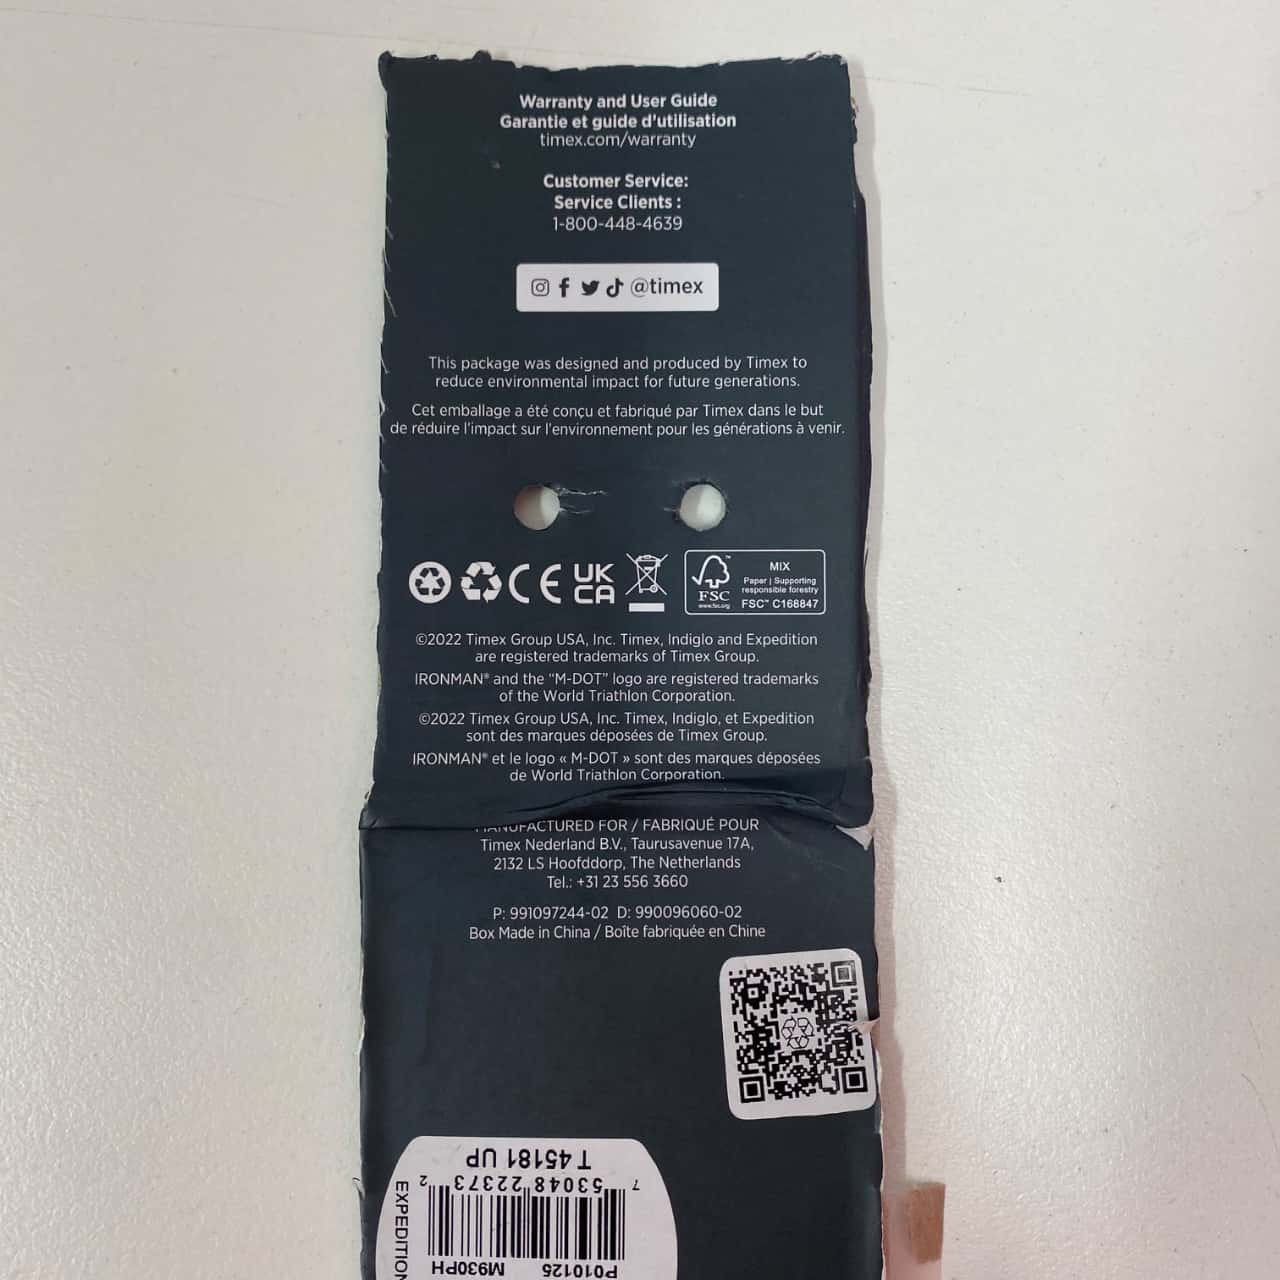 Warranty and User Guide
Garantie et guide d'utilisation
timex.com/warranty
Customer Service:
Service Clients :
1-800-448-4639
@timex
This package was designed and produced by Timex to
reduce environmental impact for future generations.
Cet emballage a été conçu et fabriqué par Timex dans le but
de réduire l'impact sur l'environnement pour les générations à venir.
CE
UK
CA
FSC™
www.fsc.org
MIX
Paper | Supporting
responsible forestry
FSC™ C168847
©2022 Timex Group USA, Inc. Timex, Indiglo and Expedition
are registered trademarks of Timex Group.
IRONMAN® and the "M-DOT" logo are registered trademarks
of the World Triathlon Corporation.
©2022 Timex Group USA, Inc. Timex, Indiglo, et Expedition
sont des marques déposées de Timex Group.
IRONMAN® et le logo « M-DOT » sont des marques déposées
de World Triathlon Corporation.
MANUFACTURED FOR / FABRIQUÉ POUR
Timex Nederland B.V., Taurusavenue 17A,
2132 LS Hoofddorp, The Netherlands
Tel.: +31 23 556 3660
P: 991097244-02 D: 990096060-02
Box Made in China / Boîte fabriquée en Chine
T 45181 UP
7 53048 22373 2
P010125 M930PH
EXPEDITION